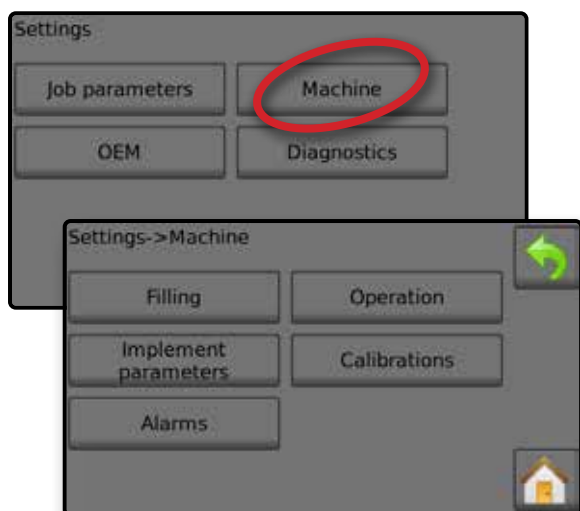 Settings
Job parameters
Machine
OEM
Diagnostics
Settings->Machine
Filling
Operation
Implement
parameters
Calibrations
Alarms